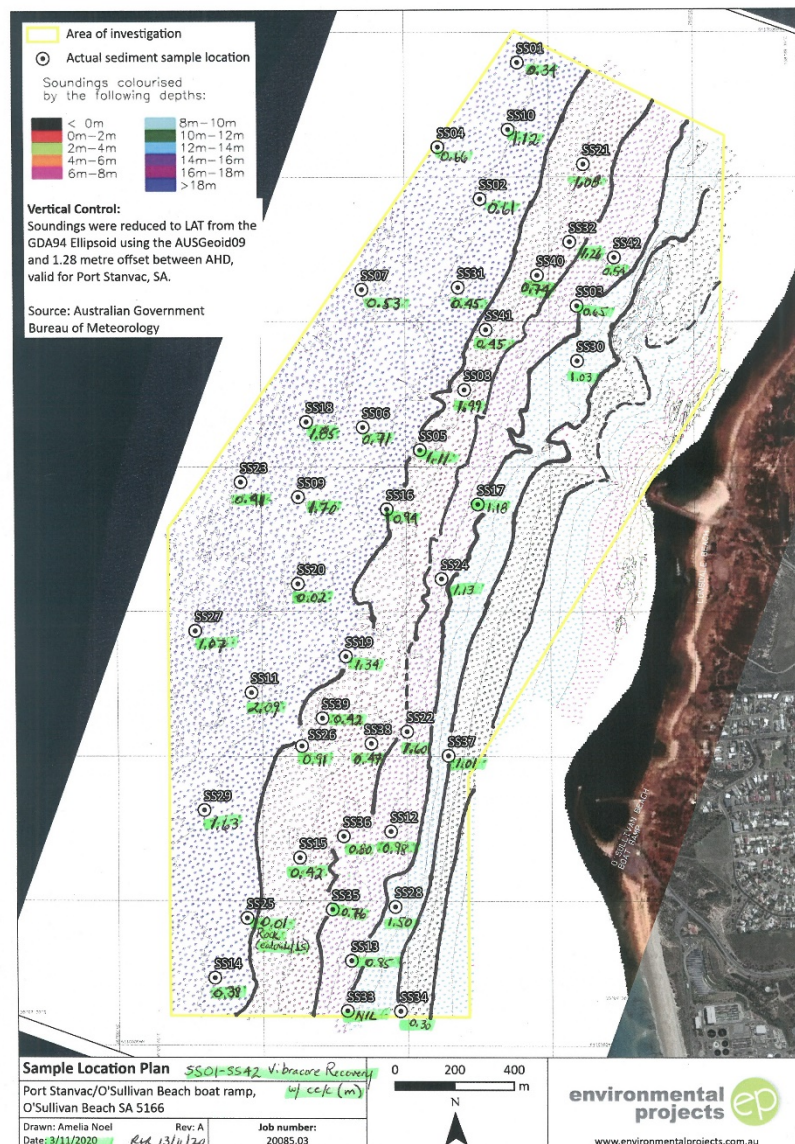 Area of investigation
Actual sediment sample location
Soundings colourised
by the following depths:
< 0m
0m-2m
2m-4m
4m-6m
6m-8m
8m-10m
10m-12m
12m-14m
14m-16m
16m-18m
>18m
Vertical Control:
Soundings were reduced to LAT from the
GDA94 Ellipsoid using the AUSGeoid09
and 1.28 metre offset between AHD,
valid for Port Stanvac, SA.
Source: Australian Government
Bureau of Meteorology
SS01
0.34
SS10
1.12
SS04
0.66
SS21
1.08
SS02
0.61
SS32
1.26
SS42
SS40
0.74
SS07
0.53
SS31
0.45
SS03
0.65
SS41
0.45
SS30
1.03
SS08
1.99
SS18
1.85
SS06
0.71
SS05
1.11
SS23
0.91
SS09
1.70
SS16
0.94
SS17
1.18
SS20
0.02
SS24
1.13
SS27
1.07
SS19
1.34
SS11
2.09
SS39
0.42
SS26
0.91
SS38
0.47
SS22
1.60
SS37
1.01
SS29
1.63
SS36
0.80
SS12
0.98
SS15
0.42
SS35
0.76
SS28
1.50
SS25
0.01
Rock
SS13
0.85
SS14
0.38
SS33
NIL
SS34
0.30
O'SULLIVAN BEACH
BOAT RAMP
Sample Location Plan
SS01-SS42 Vibracore Recovery
w/ cc/c (m)
Port Stanvac/O'Sullivan Beach boat ramp,
O'Sullivan Beach SA 5166
Drawn: Amelia Noel
Rev: A
Date: 3/11/2020
Rvd 13/11/20
Job number:
20085.03
0 200 400
m
N
environmental
projects
ep
www.environmentalprojects.com.au